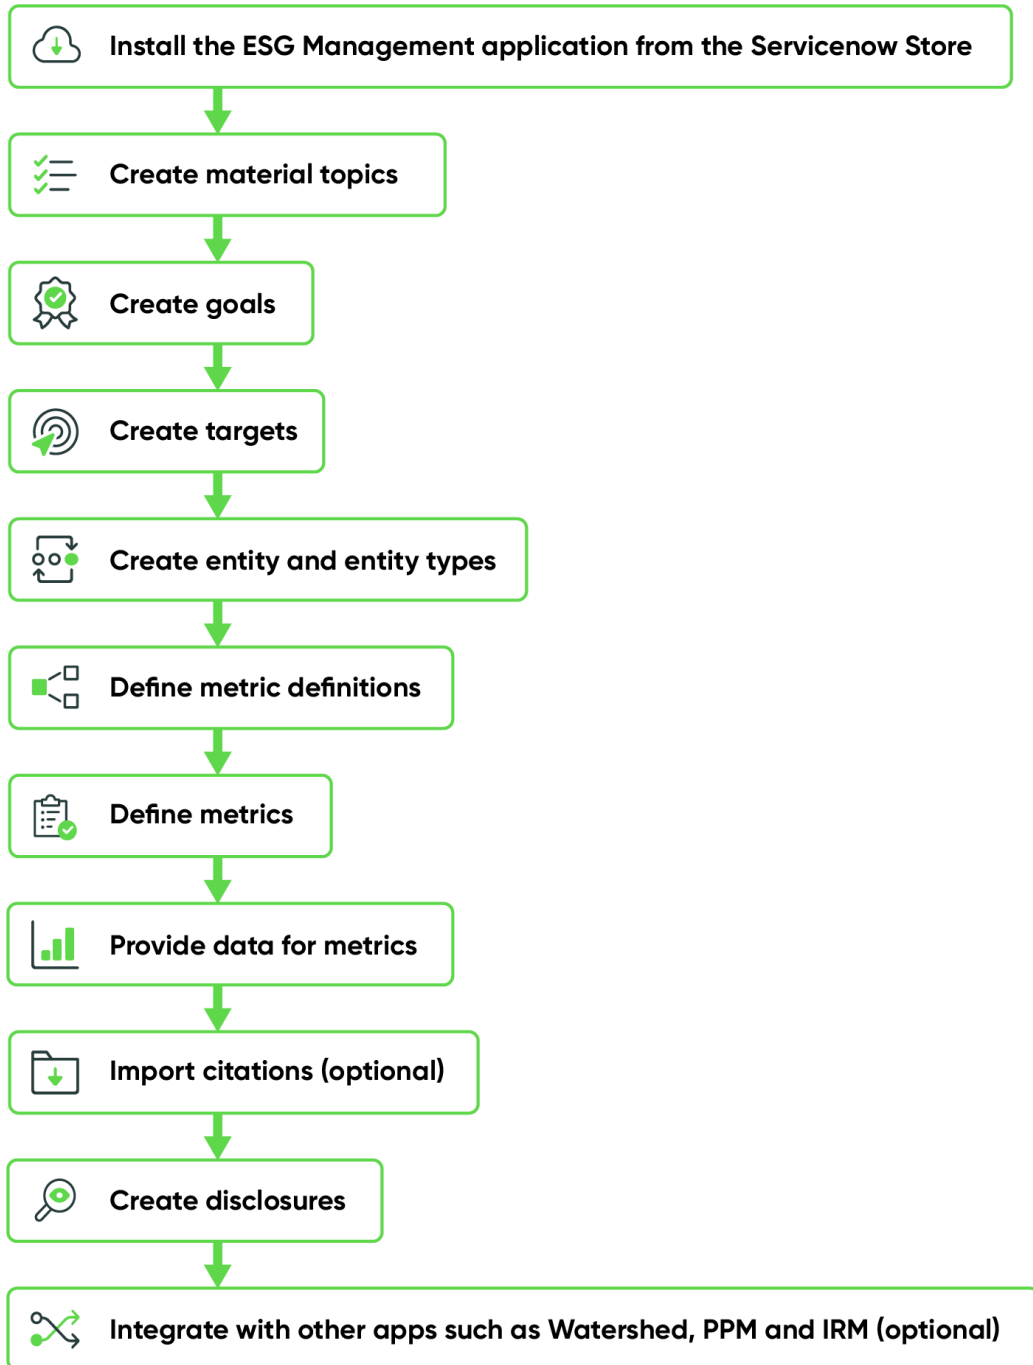 Install the ESG Management application from the Servicenow Store
Create material topics
Create goals
Create targets
Create entity and entity types
Define metric definitions
Define metrics
Provide data for metrics
Import citations (optional)
Create disclosures
Integrate with other apps such as Watershed, PPM and IRM (optional)